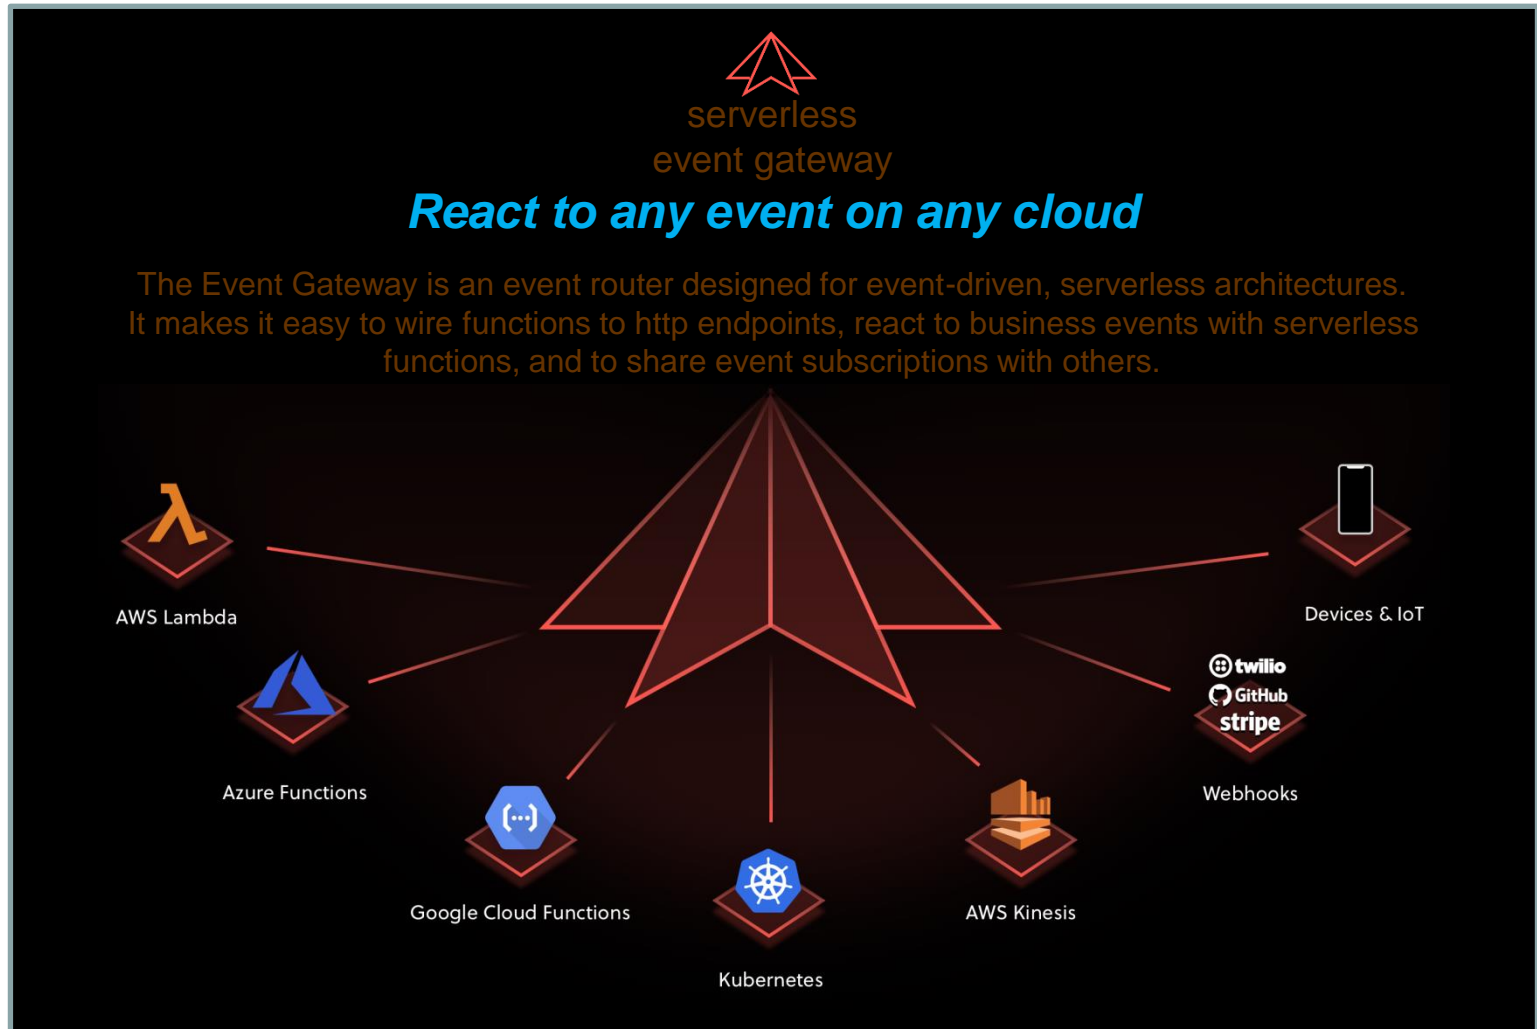 serverless
event gateway
React to any event on any cloud
The Event Gateway is an event router designed for event-driven, serverless architectures.
It makes it easy to wire functions to http endpoints, react to business events with serverless
functions, and to share event subscriptions with others.
AWS Lambda
Devices & IoT
twilio
GitHub
stripe
Azure Functions
Webhooks
Google Cloud Functions
AWS Kinesis
Kubernetes